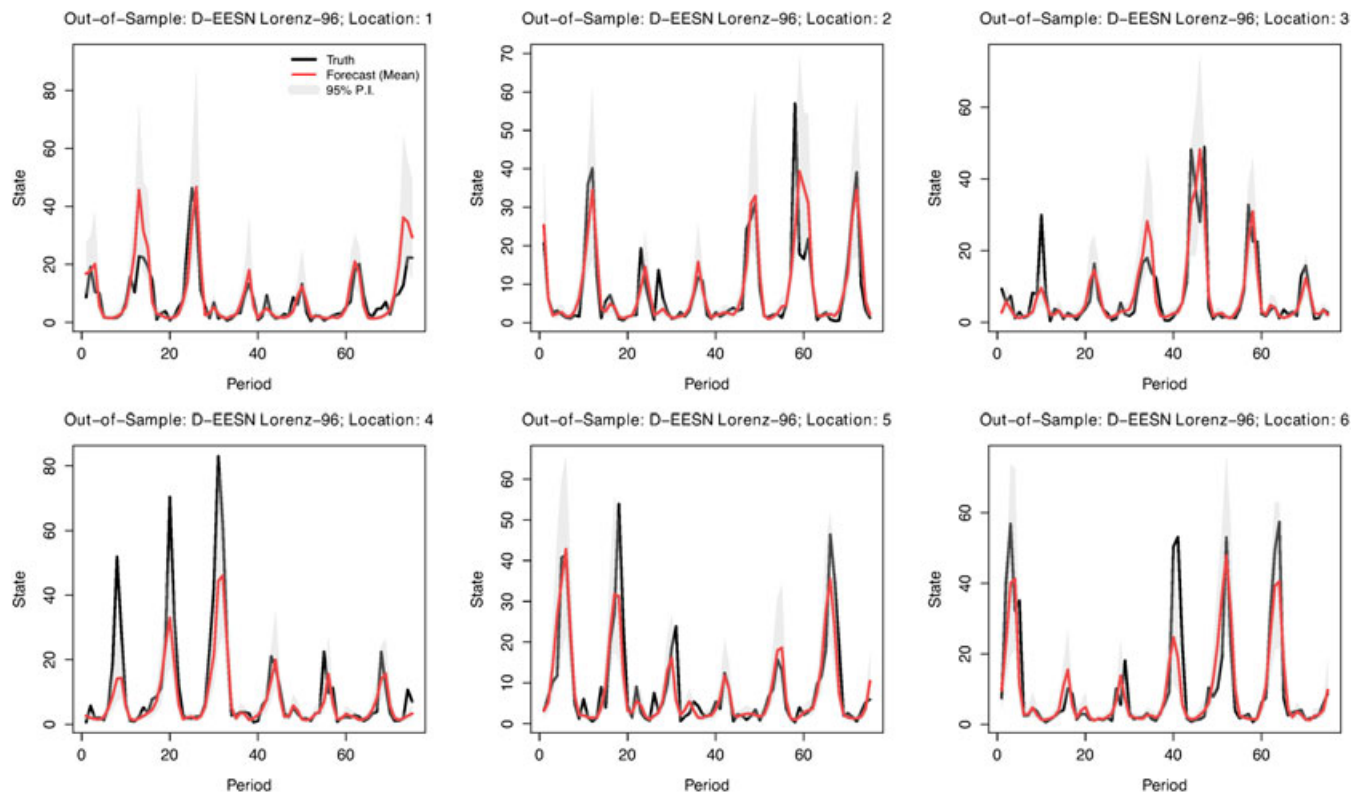 Out-of-Sample: D-EESN Lorenz-96; Location: 1
80
60
40
20
0
State
0
20
40
60
Period
Truth
Forecast (Mean)
95% P.I.
Out-of-Sample: D-EESN Lorenz-96; Location: 2
70
60
50
40
30
20
10
0
State
0
20
40
60
Period
Out-of-Sample: D-EESN Lorenz-96; Location: 3
60
40
20
0
State
0
20
40
60
Period
Out-of-Sample: D-EESN Lorenz-96; Location: 4
80
60
40
20
0
State
0
20
40
60
Period
Out-of-Sample: D-EESN Lorenz-96; Location: 5
60
50
40
30
20
10
0
State
0
20
40
60
Period
Out-of-Sample: D-EESN Lorenz-96; Location: 6
60
40
20
0
State
0
20
40
60
Period